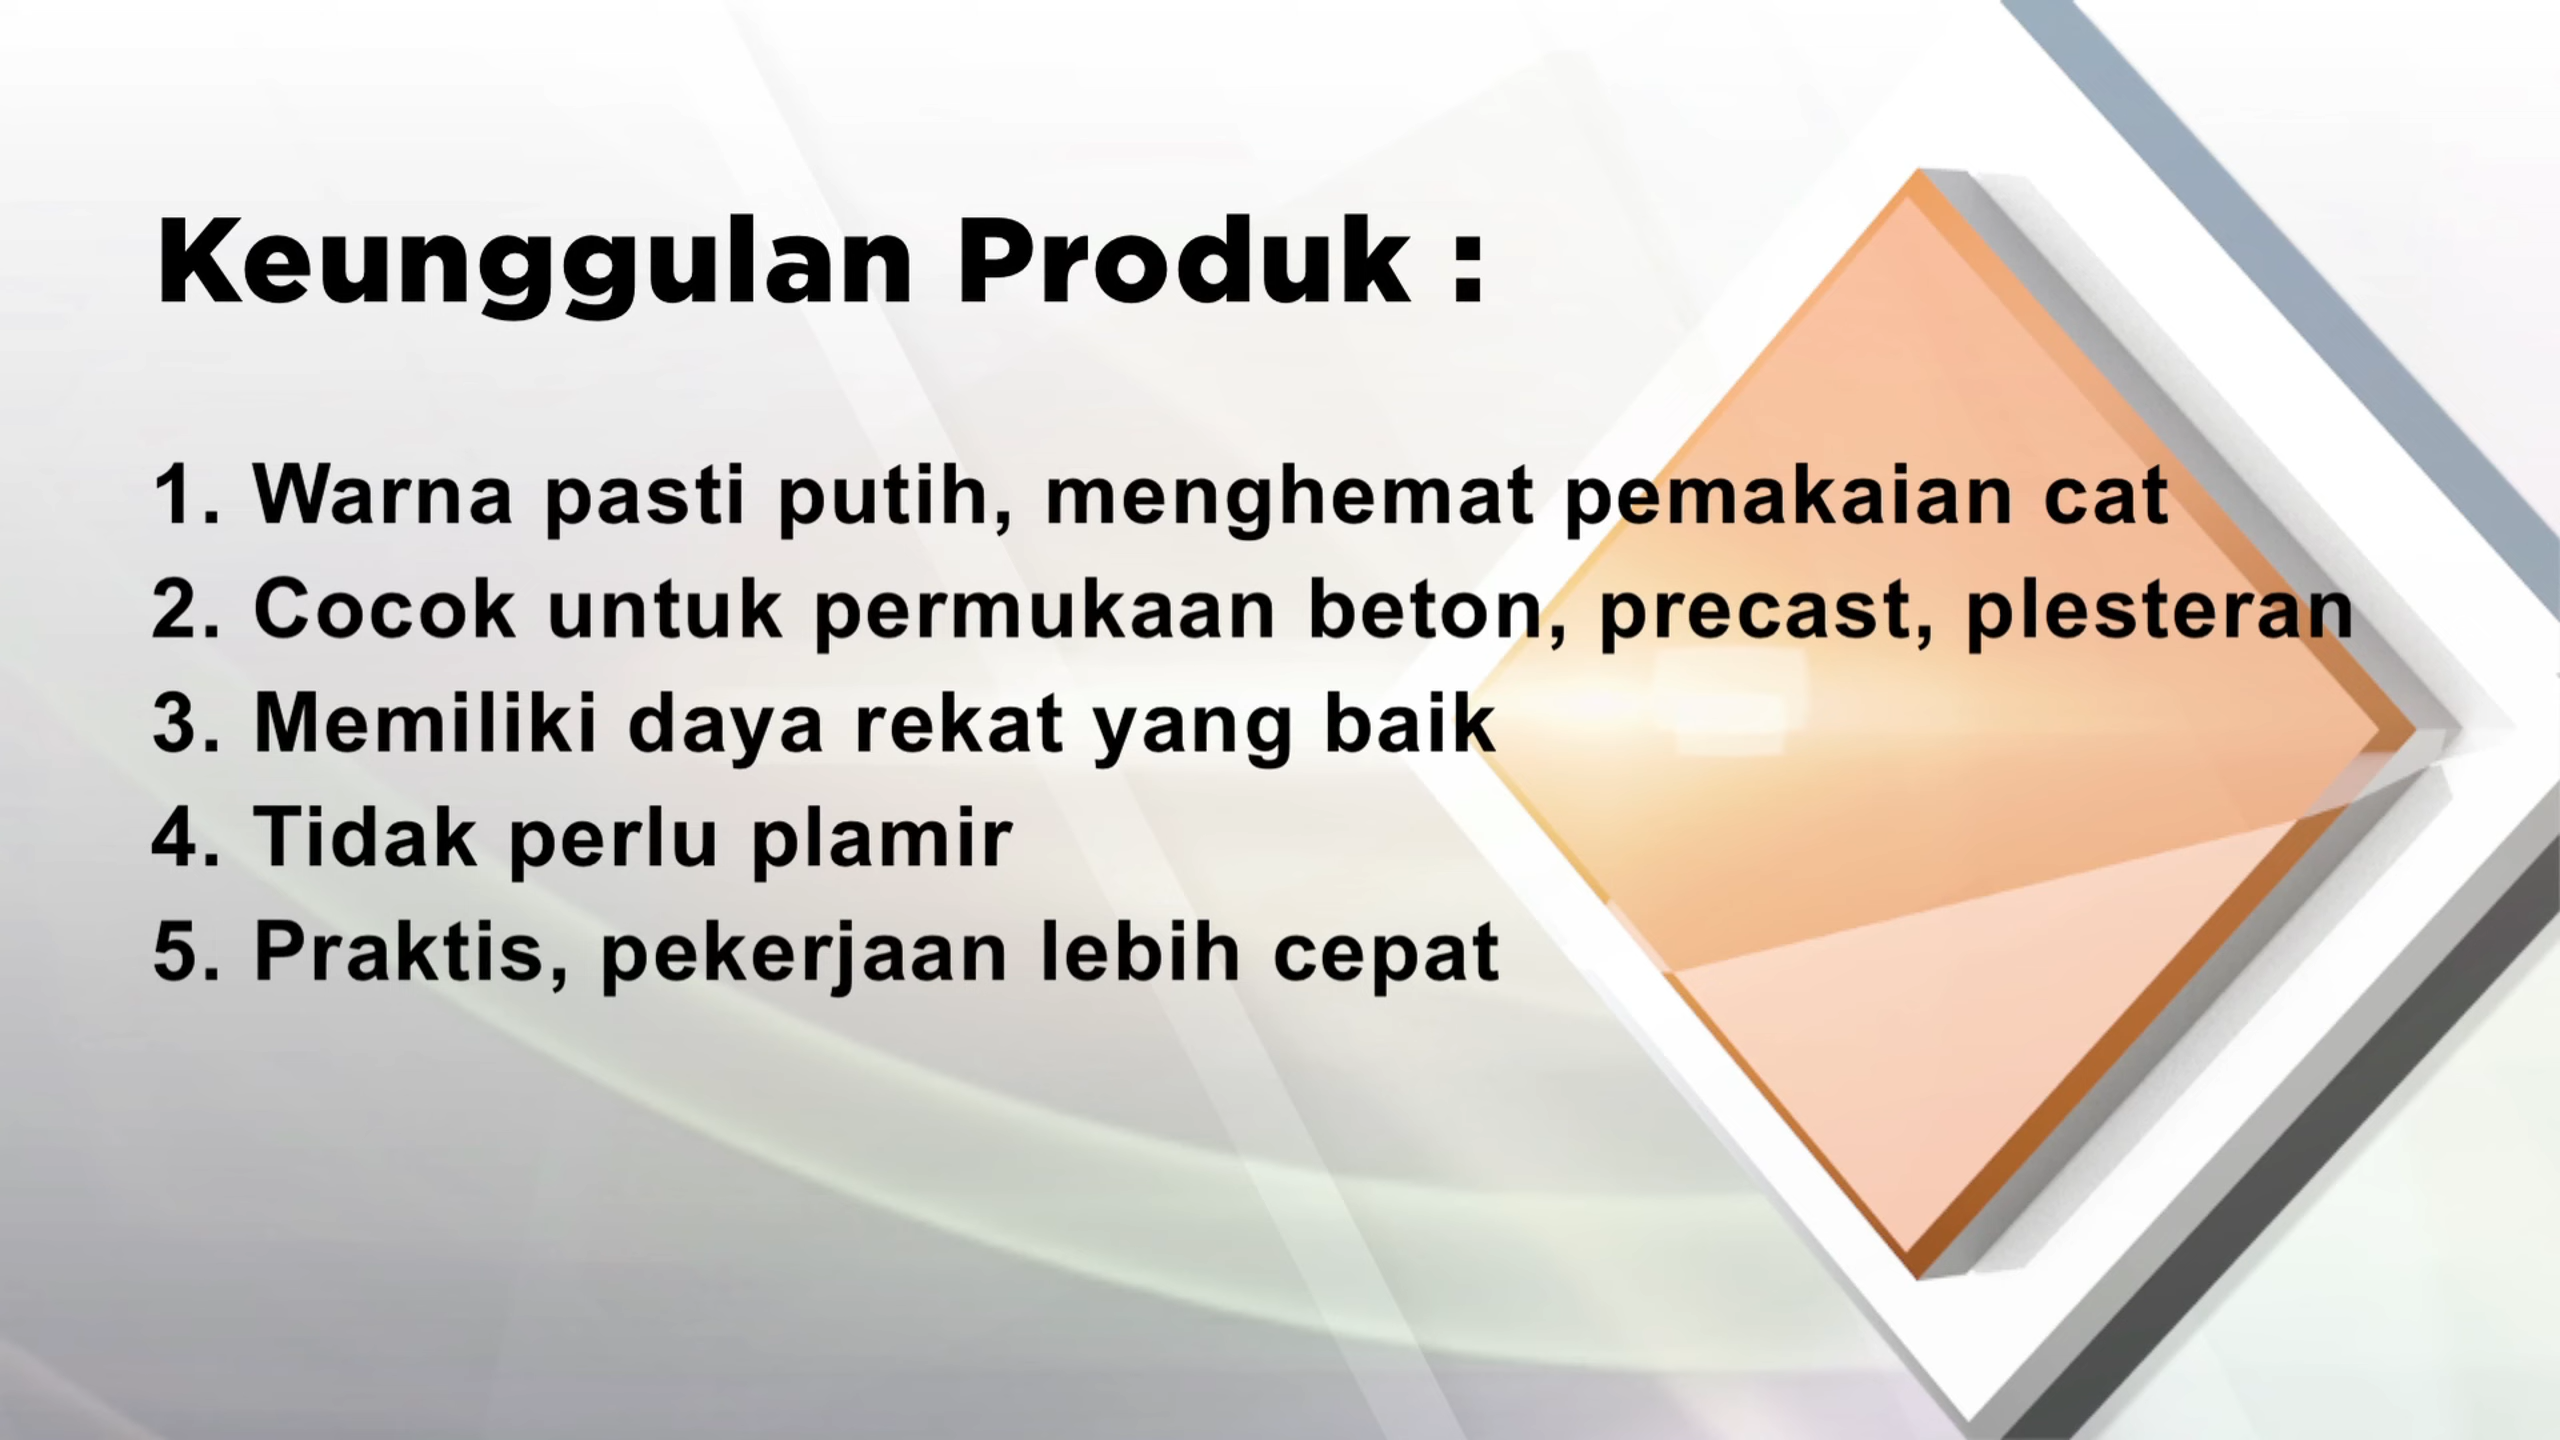 Keunggulan Produk :
1. Warna pasti putih, menghemat pemakaian cat
2. Cocok untuk permukaan beton, precast, plesteran
3. Memiliki daya rekat yang baik
4. Tidak perlu plamir
5. Praktis, pekerjaan lebih cepat